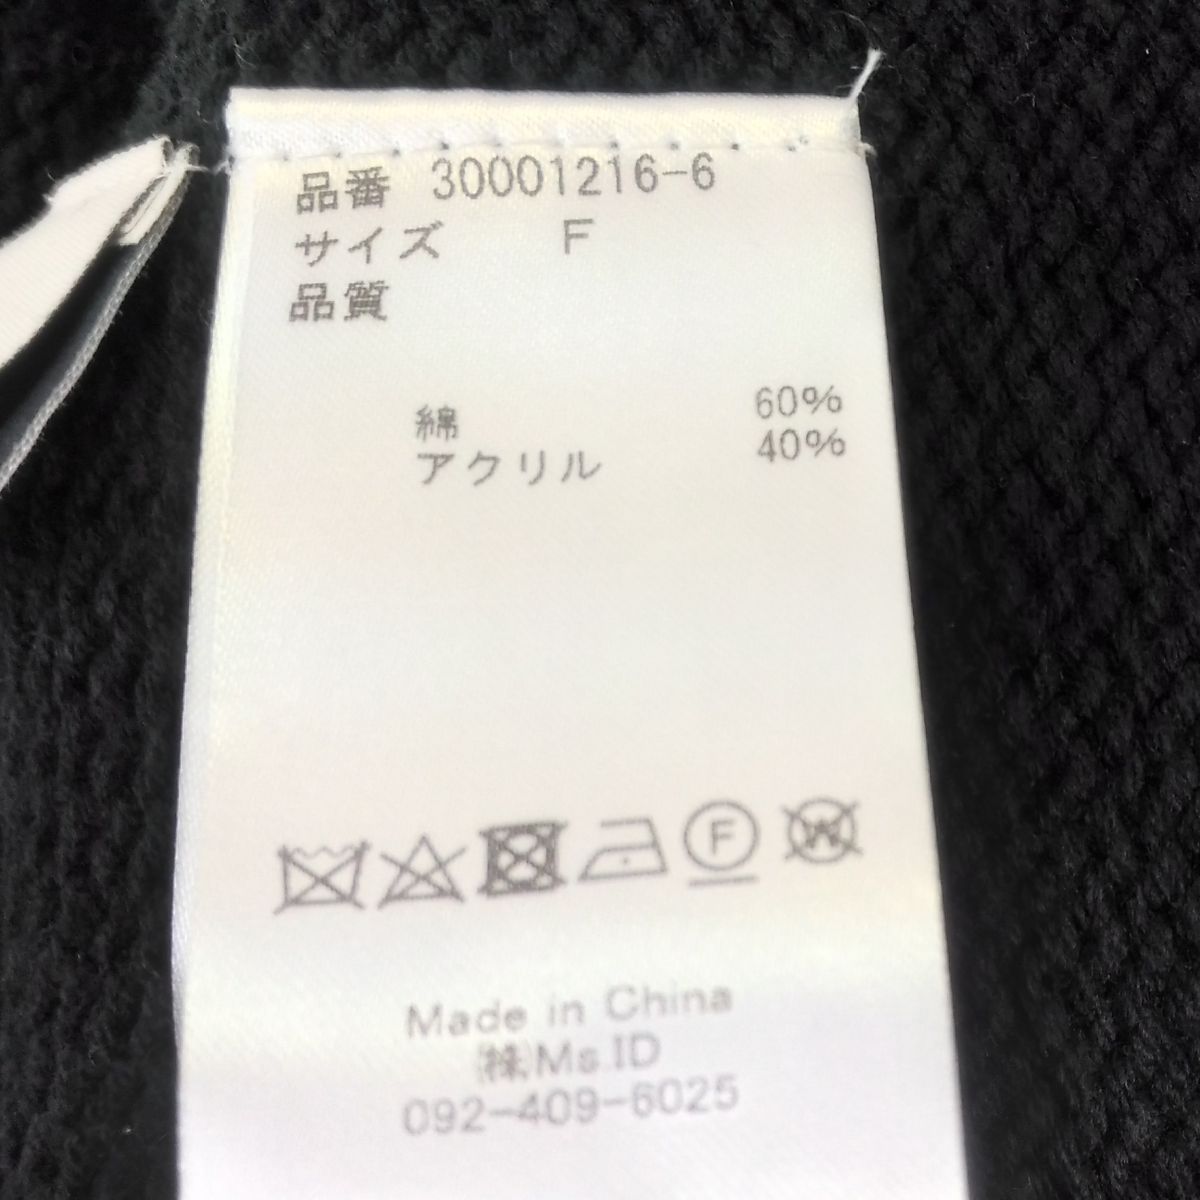 品番 30001216-6
サイズ F
品質
綿 60%
アクリル 40%
F W
Made in China
㈱Ms.ID
092-409-6025